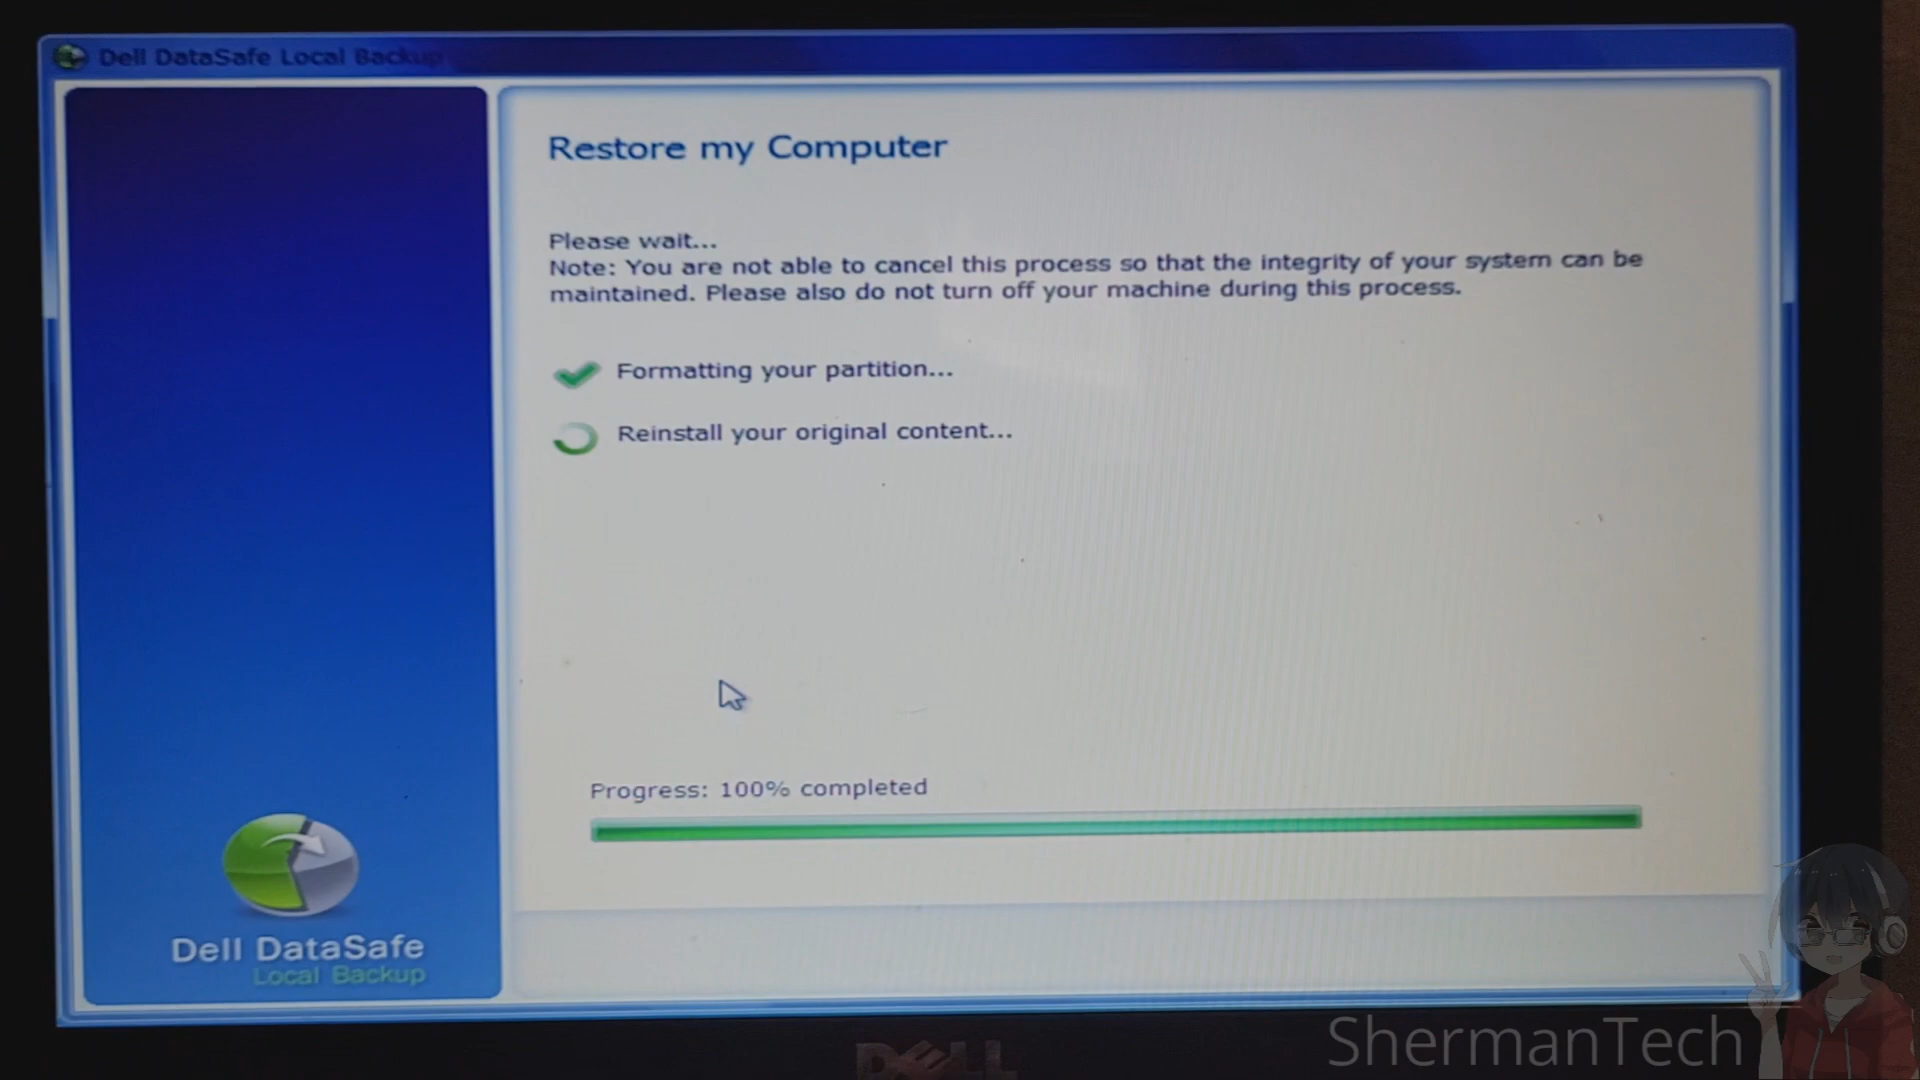 Dell DataSafe Local Backup
Restore my Computer
Please wait...
Note: You are not able to cancel this process so that the integrity of your system can be
maintained. Please also do not turn off your machine during this process.
Formatting your partition...
Reinstall your original content...
Progress: 100% completed
Dell DataSafe
Local Backup
DELL
ShermanTech